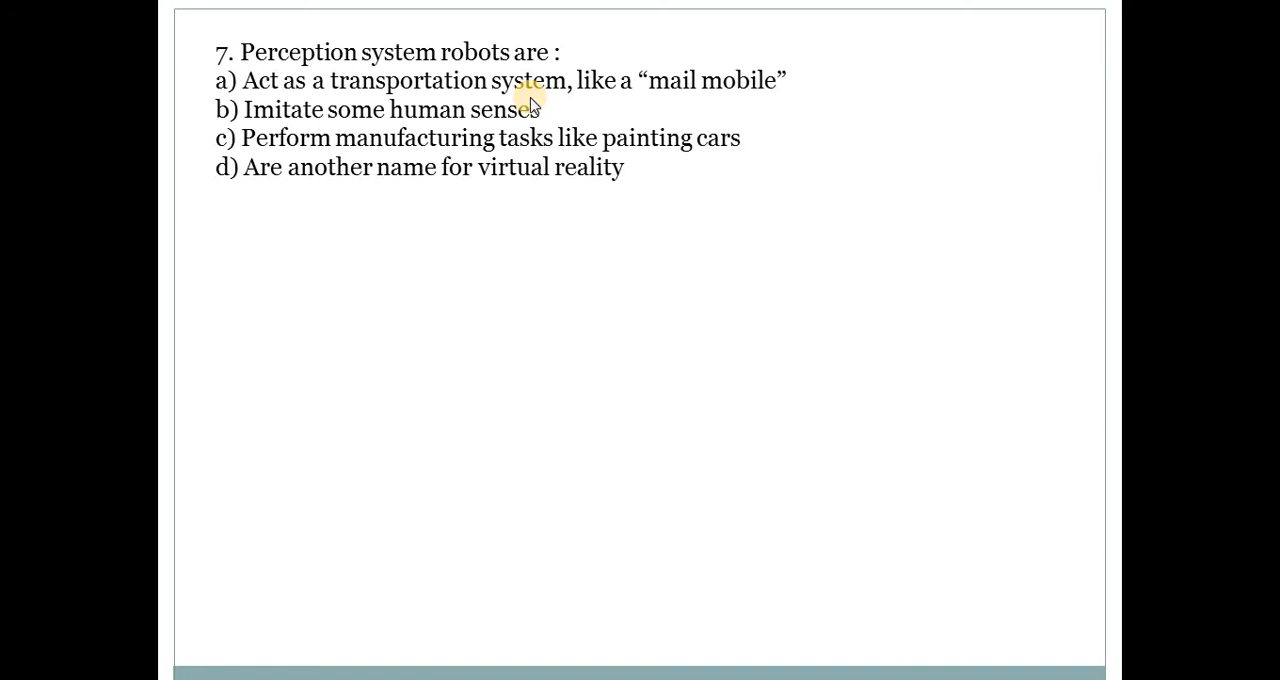 7. Perception system robots are :
a) Act as a transportation system, like a “mail mobile”
b) Imitate some human senses
c) Perform manufacturing tasks like painting cars
d) Are another name for virtual reality